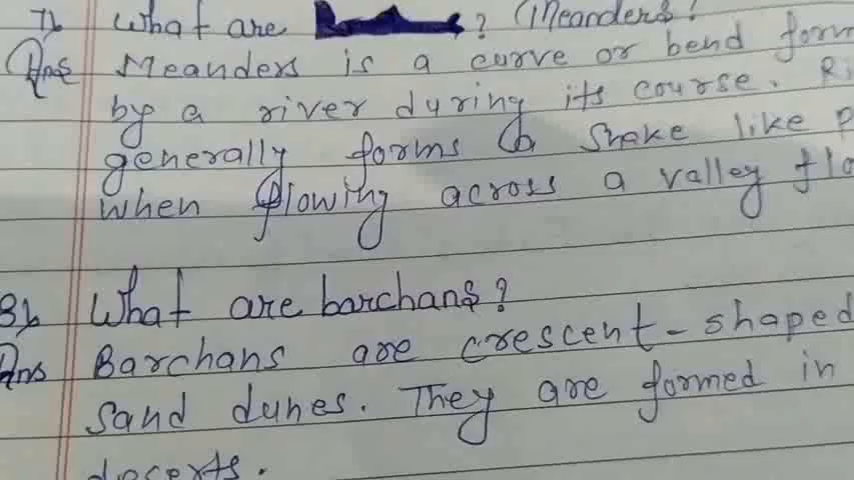 7) What are ? (Meanders?
Ans Meanders is a curve or bend form
by a river during its course. Ri
generally forms a snake like p
when flowing across a valley flo
8) What are barchans?
Ans Barchans are crescent-shaped
sand dunes. They are formed in
deserts.